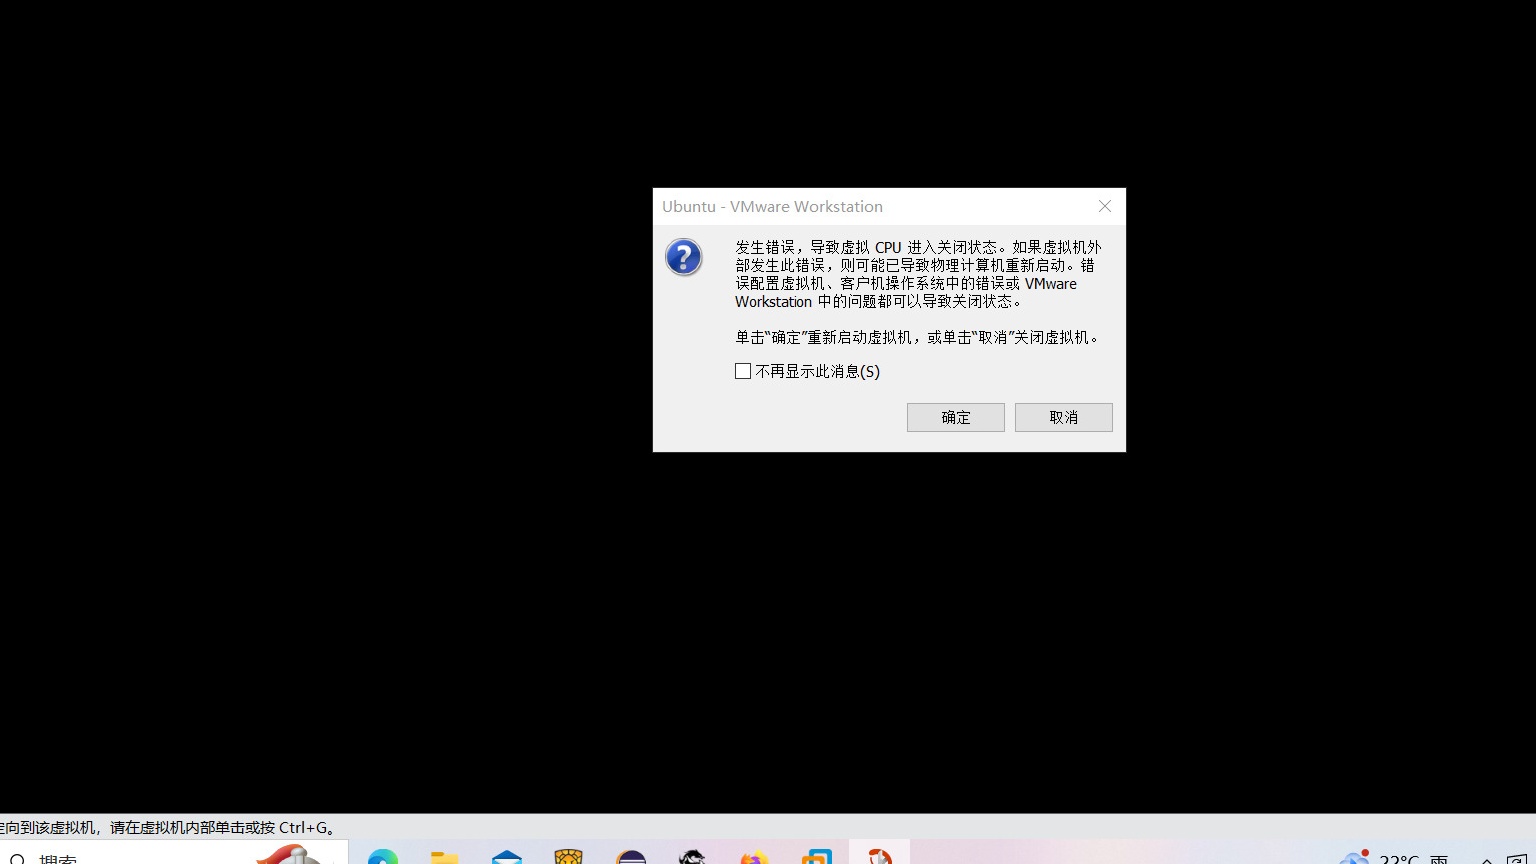 Ubuntu - VMware Workstation
发生错误，导致虚拟 CPU 进入关闭状态。如果虚拟机外
部发生此错误，则可能已导致物理计算机重新启动。错
误配置虚拟机、客户机操作系统中的错误或 VMware
Workstation 中的问题都可以导致关闭状态。
单击“确定”重新启动虚拟机，或单击“取消”关闭虚拟机。
不再显示此消息(S)
确定
取消
定向到该虚拟机，请在虚拟机内部单击或按 Ctrl+G。
搜索
22°C 雨